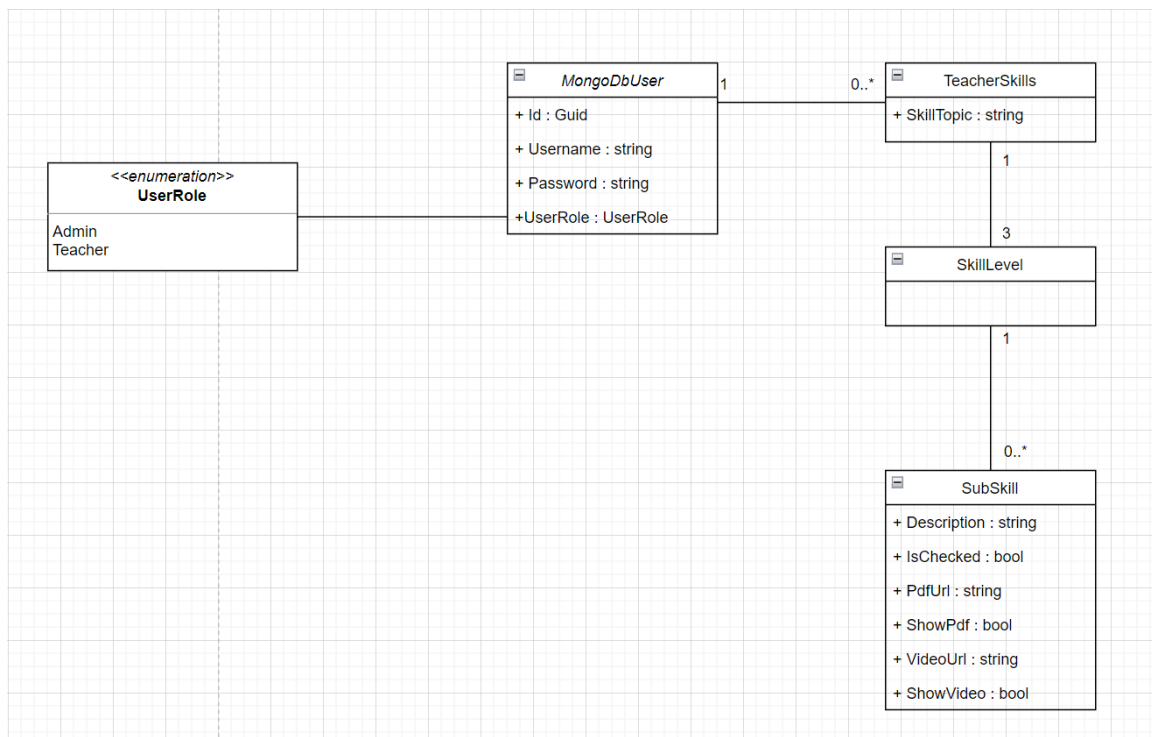 <<enumeration>>
UserRole
Admin
Teacher
MongoDbUser
+ Id : Guid
+ Username : string
+ Password : string
+UserRole : UserRole
1
0..*
TeacherSkills
+ SkillTopic : string
1
3
SkillLevel
1
0..*
SubSkill
+ Description : string
+ IsChecked : bool
+ PdfUrl : string
+ ShowPdf : bool
+ VideoUrl : string
+ ShowVideo : bool